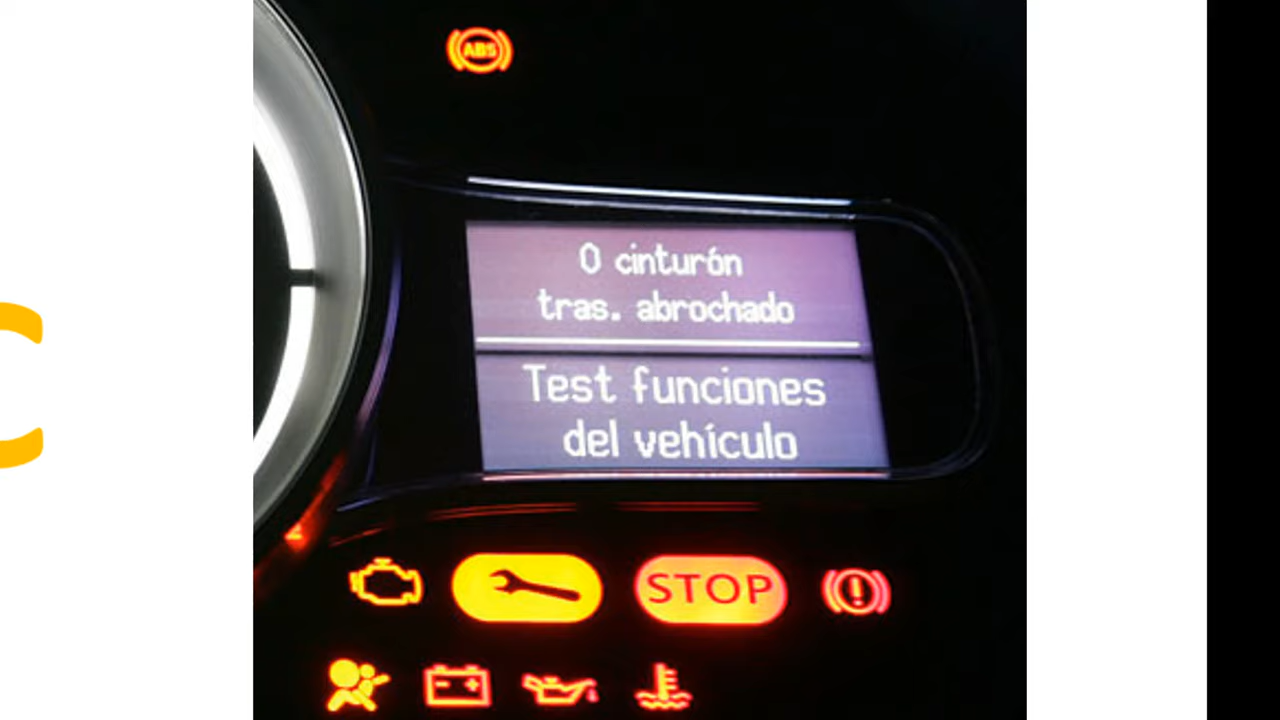 ABS
0 cinturón
tras. abrochado
Test funciones
del vehículo
STOP